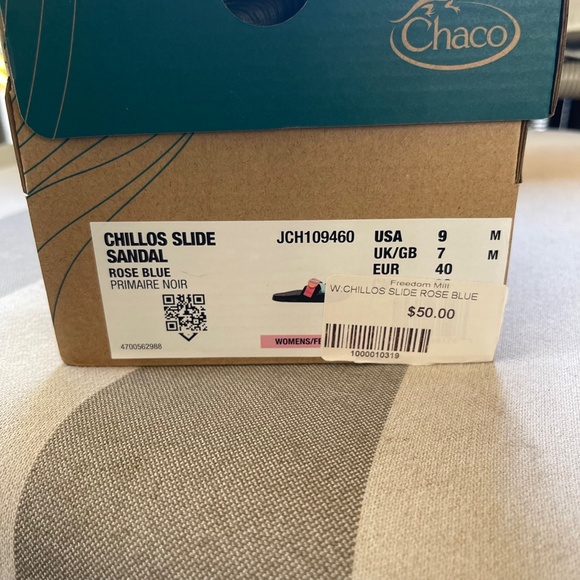 Chaco
CHILLOS SLIDE
SANDAL
ROSE BLUE
PRIMAIRE NOIR
4700562988
JCH109460
USA 9 M
UK/GB 7 M
EUR 40
WOMENS/FE
Freedom Mill
W:CHILLOS SLIDE ROSE BLUE
$50.00
1000010319